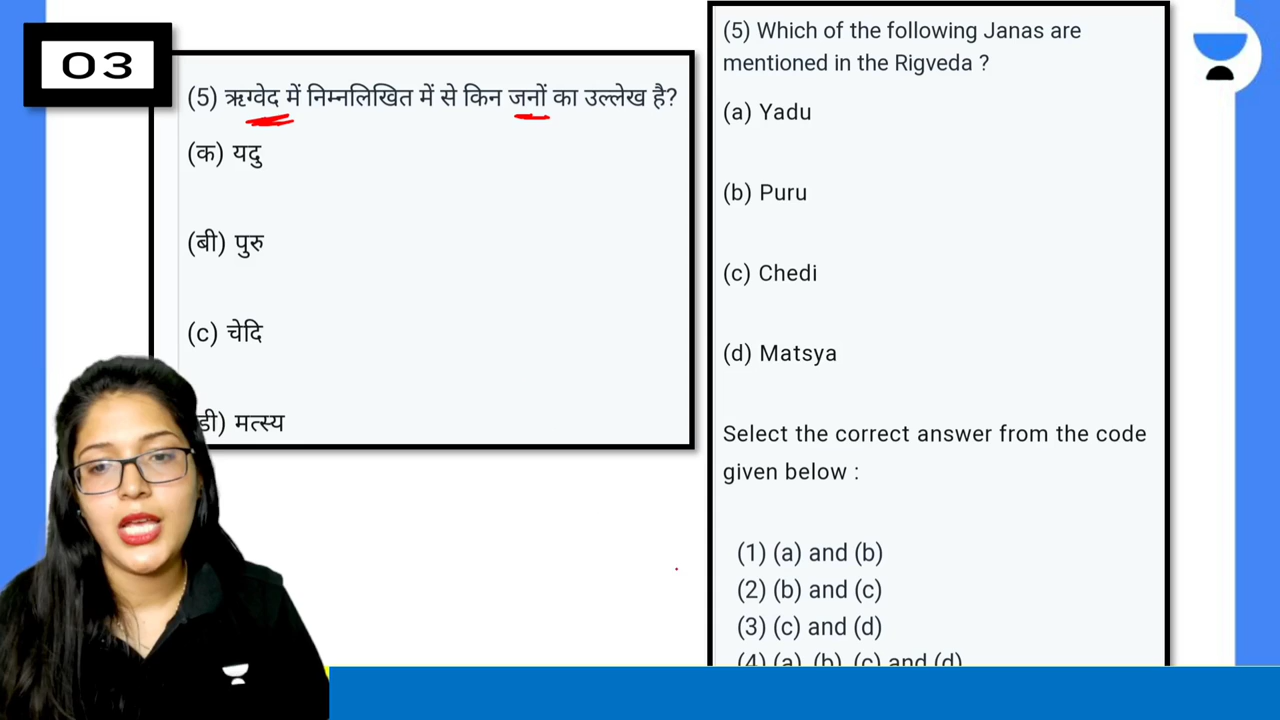 03
(5) ऋग्वेद में निम्नलिखित में से किन जनों का उल्लेख है?
(क) यदु
(बी) पुरु
(c) चेदि
डी) मत्स्य
(5) Which of the following Janas are
mentioned in the Rigveda ?
(a) Yadu
(b) Puru
(c) Chedi
(d) Matsya
Select the correct answer from the code
given below :
(1) (a) and (b)
(2) (b) and (c)
(3) (c) and (d)
(4) (a), (b), (c) and (d)